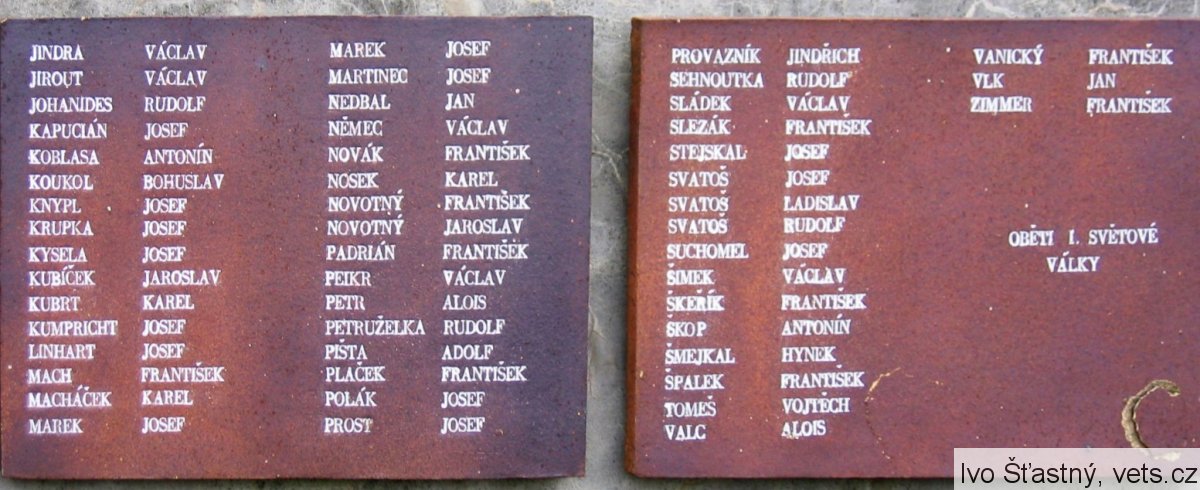 JINDRA VÁCLAV
JIROUT VÁCLAV
JOHANIDES RUDOLF
KAPUCIÁN JOSEF
KOBLASA ANTONÍN
KOUKOL BOHUSLAV
KNYPL JOSEF
KRUPKA JOSEF
KYSELA JOSEF
KUBÍČEK JAROSLAV
KUBRT KAREL
KUMPRICHT JOSEF
LINHART JOSEF
MACH FRANTIŠEK
MACHÁČEK KAREL
MAREK JOSEF
MAREK JOSEF
MARTINEC JOSEF
NEDBAL JAN
NĚMEC VÁCLAV
NOVÁK FRANTIŠEK
NOSEK KAREL
NOVOTNÝ FRANTIŠEK
NOVOTNÝ JAROSLAV
PADRIÁN FRANTIŠEK
PEIKR VÁCLAV
PETR ALOIS
PETRUŽELKA RUDOLF
PÍŠTA ADOLF
PLAČEK FRANTIŠEK
POLÁK JOSEF
PROST JOSEF
PROVAZNÍK JINDŘICH
SEHNOUTKA RUDOLF
SLÁDEK VÁCLAV
SLEZÁK FRANTIŠEK
STEJSKAL JOSEF
SVATOŠ JOSEF
SVATOŠ LADISLAV
SVATOŠ RUDOLF
SUCHOMEL JOSEF
ŠIMEK VÁCLAV
ŠKEŘÍK FRANTIŠEK
ŠKOP ANTONÍN
ŠMEJKAL HYNEK
ŠPALEK FRANTIŠEK
TOMEŠ VOJTĚCH
VALC ALOIS
VANICKÝ FRANTIŠEK
VLK JAN
ZIMMER FRANTIŠEK
OBĚTI I. SVĚTOVÉ
VÁLKY
Ivo Šťastný, vets.cz